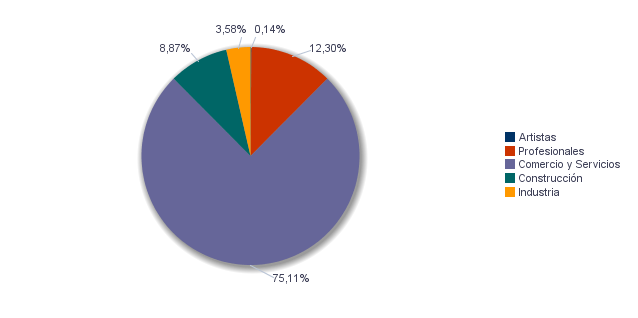 3,58%
0,14%
8,87%
12,30%
75,11%
Artistas
Profesionales
Comercio y Servicios
Construcción
Industria